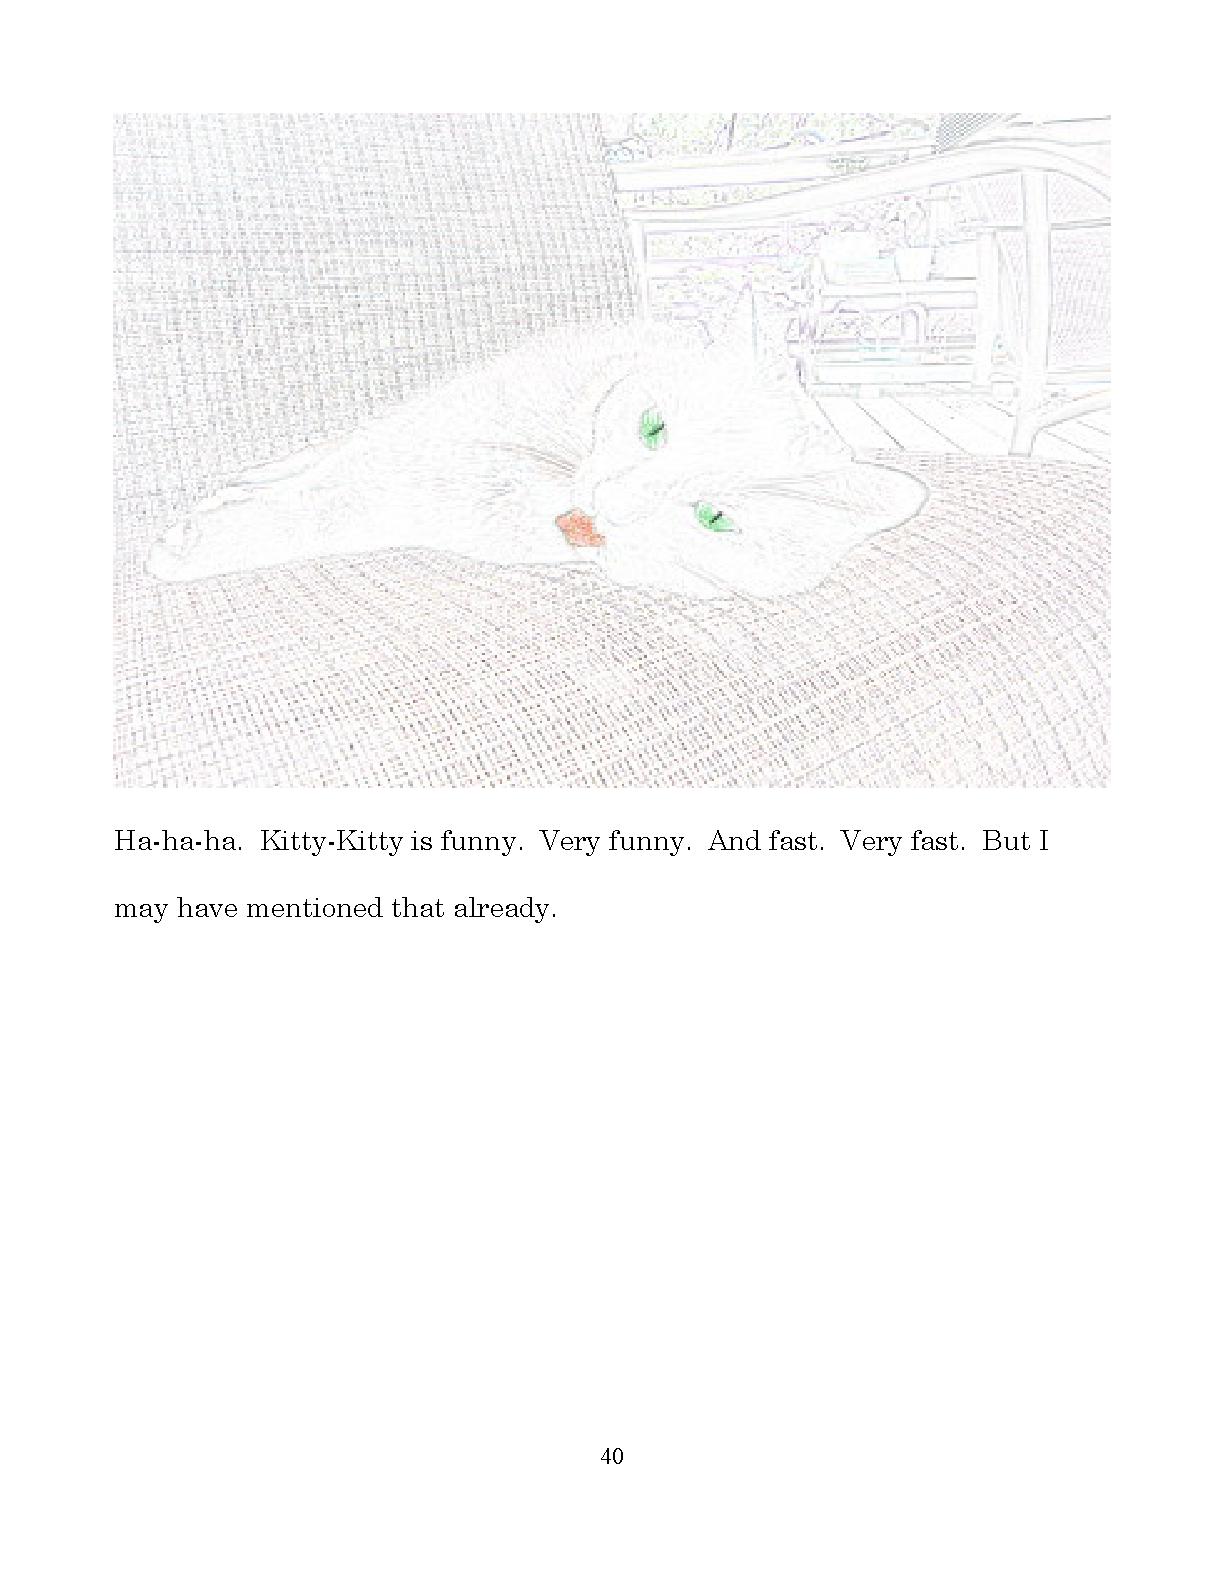 Ha-ha-ha.  Kitty-Kitty is funny.  Very funny.  And fast.  Very fast.  But I
may have mentioned that already.
40